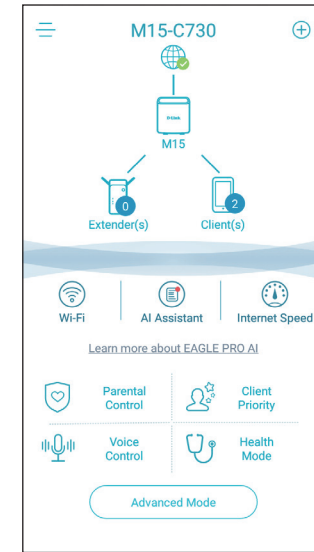 M15-C730
D-Link
M15
0
2
Extender(s)
Client(s)
Wi-Fi
AI Assistant
Internet Speed
Learn more about EAGLE PRO AI
Parental
Control
Client
Priority
Voice
Control
Health
Mode
Advanced Mode